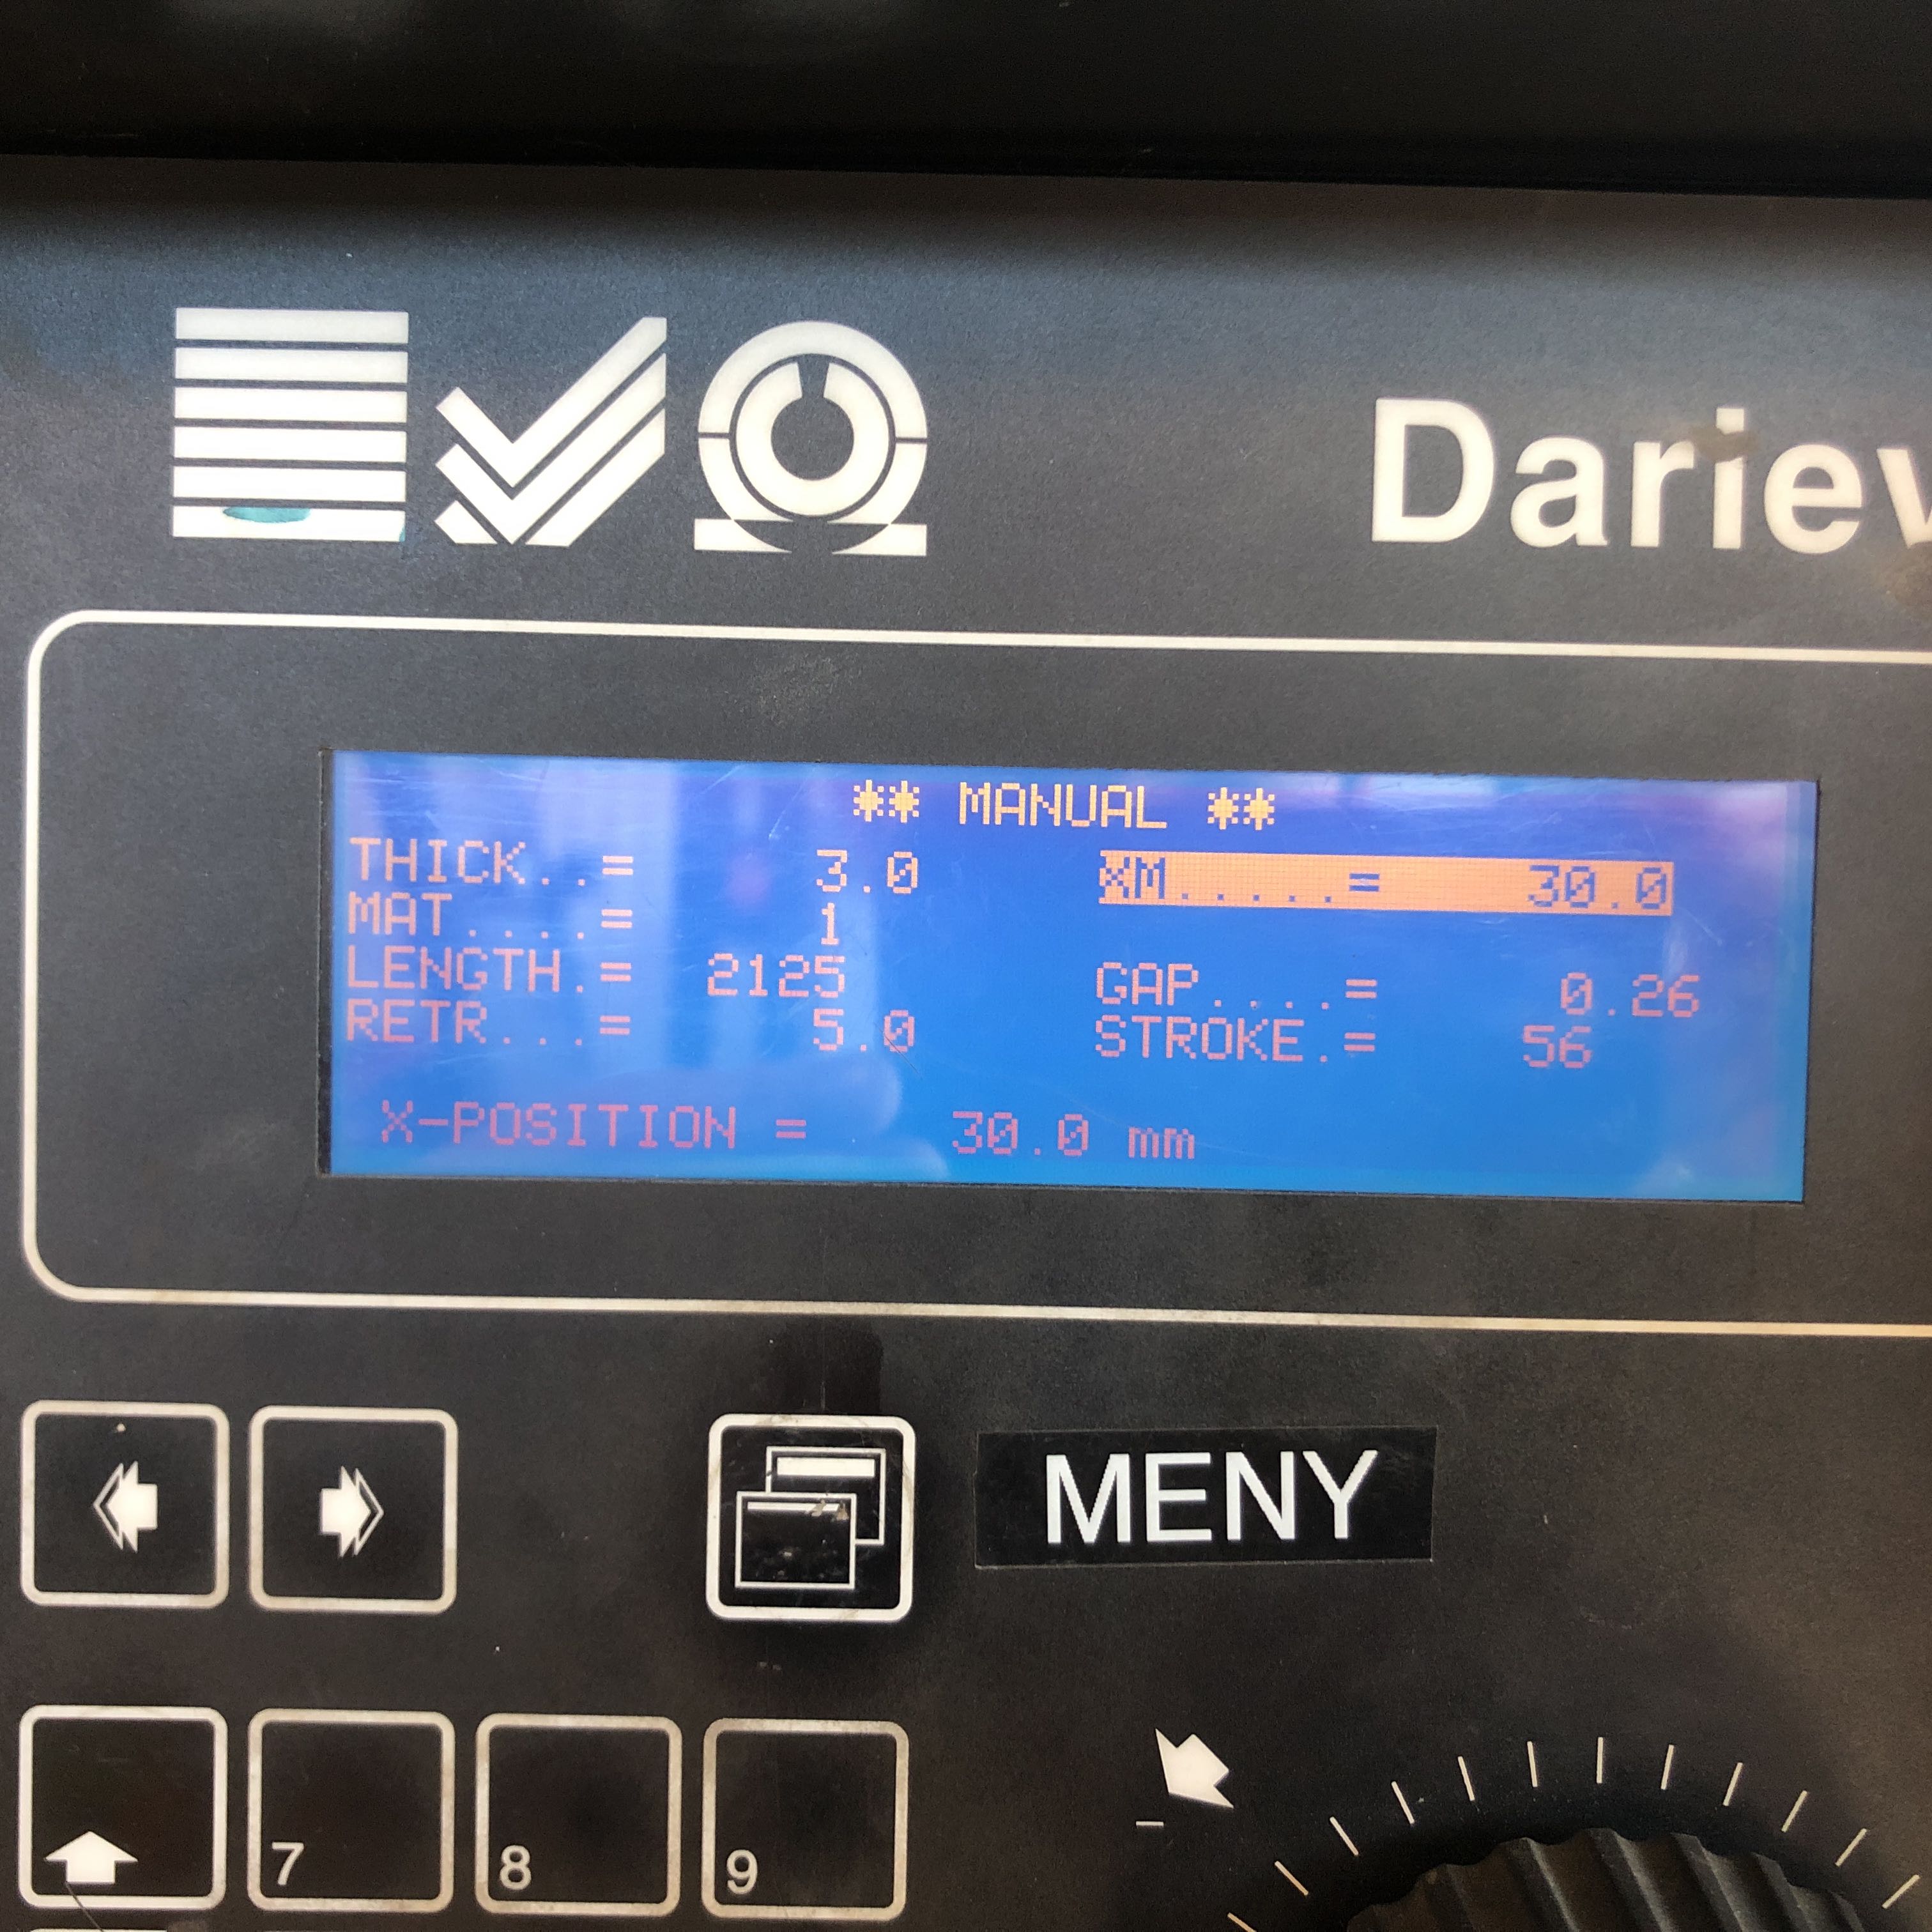 Dariev
** MANUAL **
THICK..= 3.0 XM.....= 30.0
MAT....= 1
LENGTH.= 2125 GAP....= 0.26
RETR...= 5.0 STROKE.= 56
X-POSITION = 30.0 mm
MENY
7 8 9